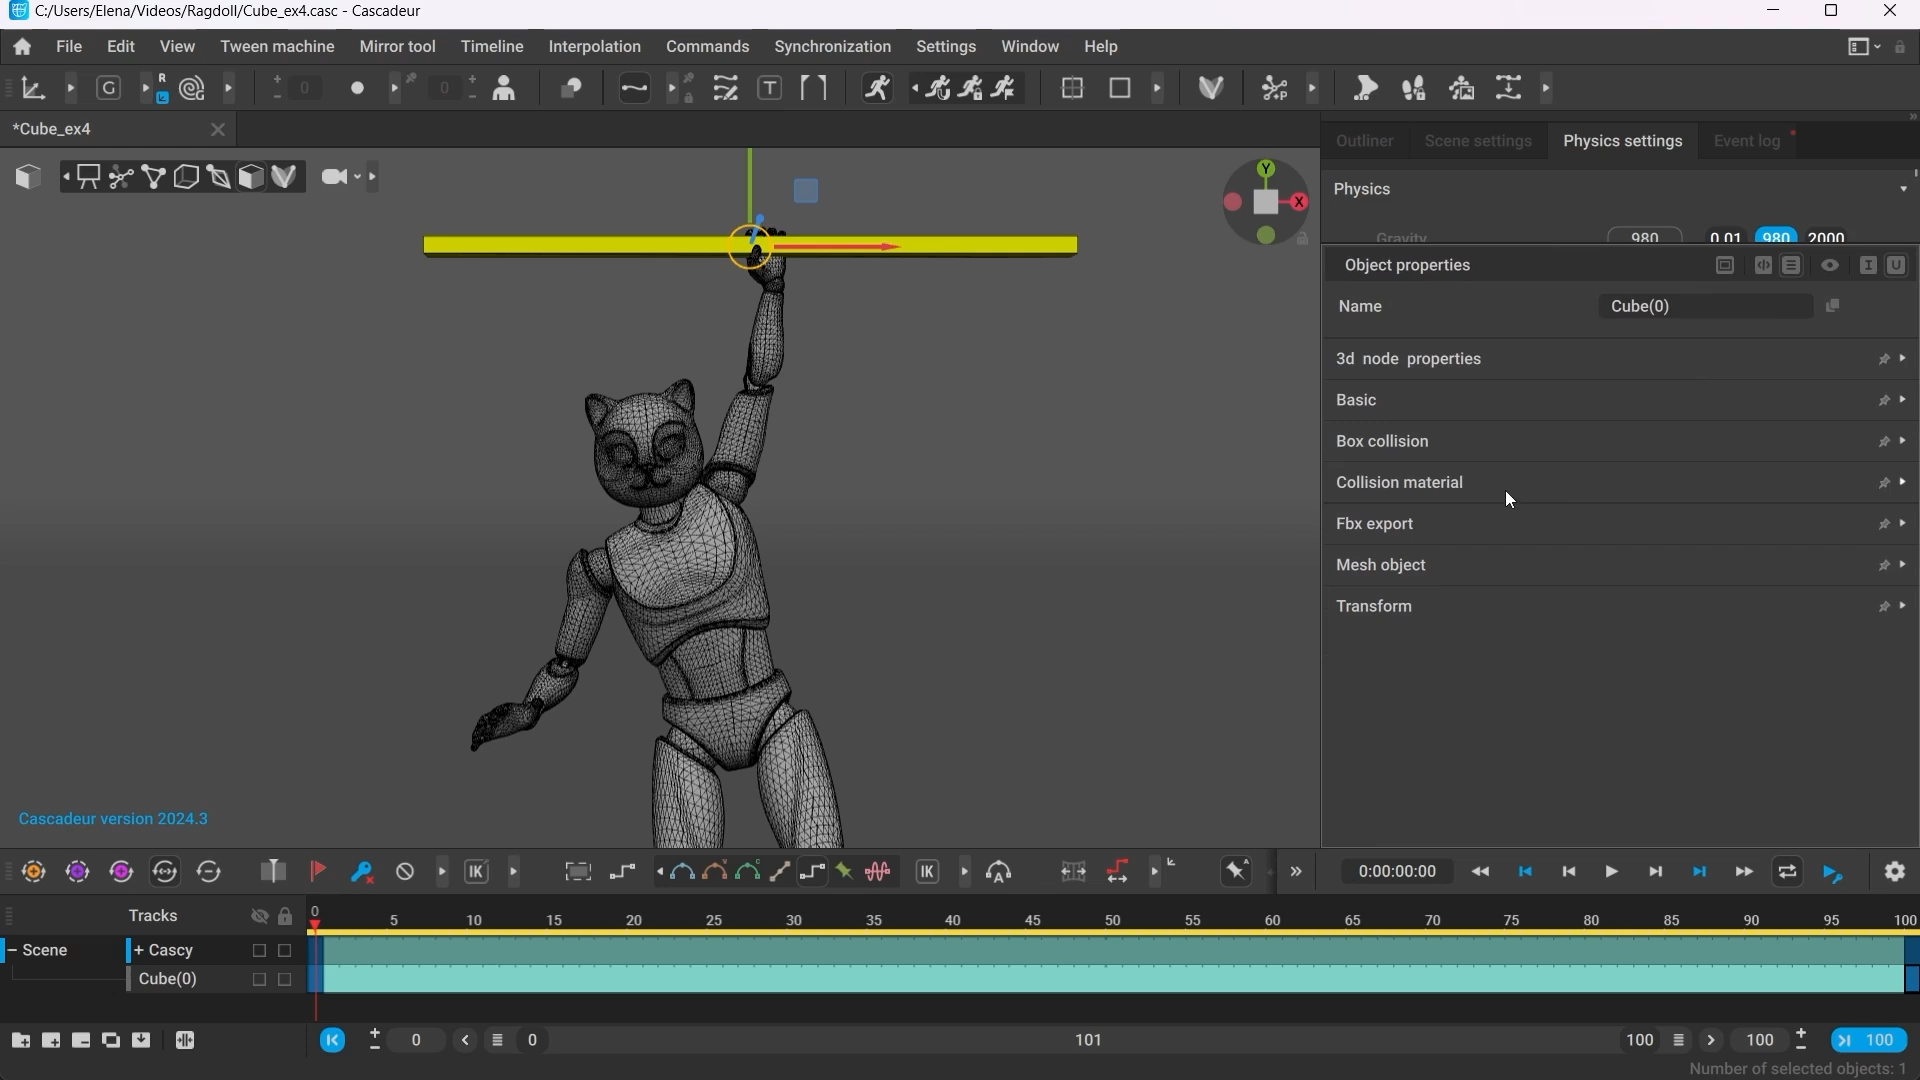 C:/Users/Elena/Videos/Ragdoll/Cube_ex4.casc - Cascadeur
File Edit View Tween machine Mirror tool Timeline Interpolation Commands Synchronization Settings Window Help
G R 0 0 T P
*Cube_ex4
Outliner Scene settings Physics settings Event log
Physics
Gravity 980 0.01 980 2000
Y X
Object properties I U
Name Cube(0)
3d node properties
Basic
Box collision
Collision material
Fbx export
Mesh object
Transform
Cascadeur version 2024.3
IK IK A 0:00:00:00
Tracks 0 5 10 15 20 25 30 35 40 45 50 55 60 65 70 75 80 85 90 95 100
− Scene + Cascy
Cube(0)
0 0 101 100 100 100
Number of selected objects: 1